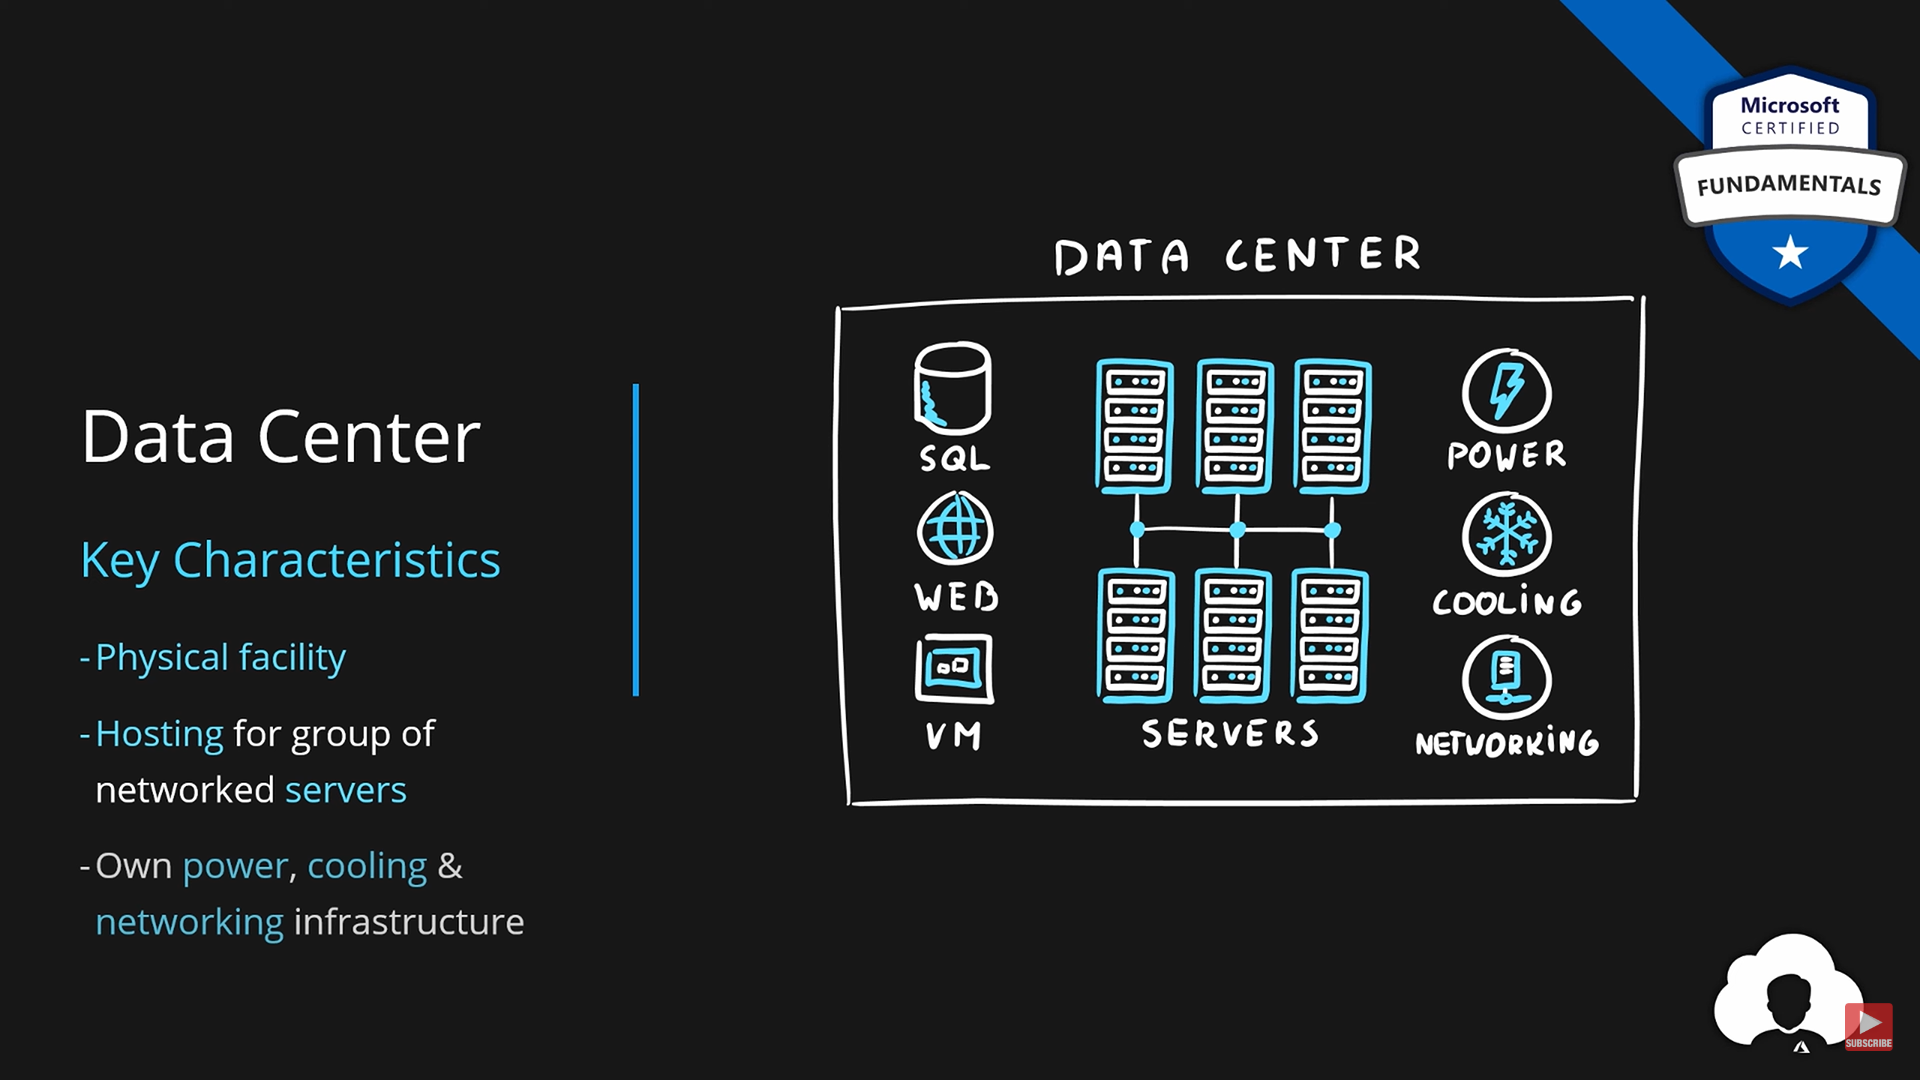 Microsoft
CERTIFIED
FUNDAMENTALS
Data Center
Key Characteristics
-Physical facility
-Hosting for group of
networked servers
-Own power, cooling &
networking infrastructure
DATA CENTER
SQL
WEB
VM
SERVERS
POWER
COOLiNG
NETWORKiNG
SUBSCRIBE